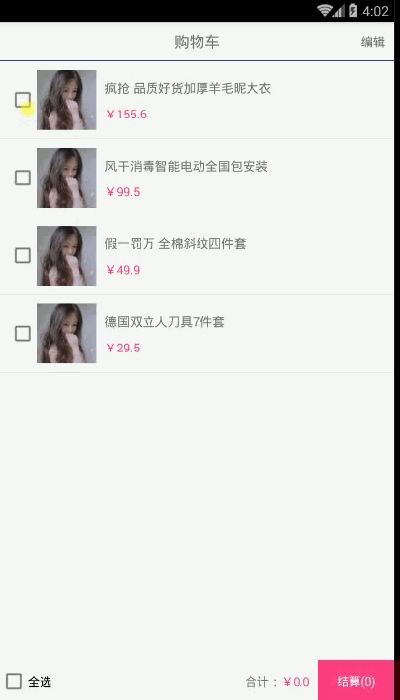 4:02
购物车 编辑
疯抢 品质好货加厚羊毛昵大衣
￥155.6
风干消毒智能电动全国包安装
￥99.5
假一罚万 全棉斜纹四件套
￥49.9
德国双立人刀具7件套
￥29.5
全选 合计：￥0.0 结算(0)